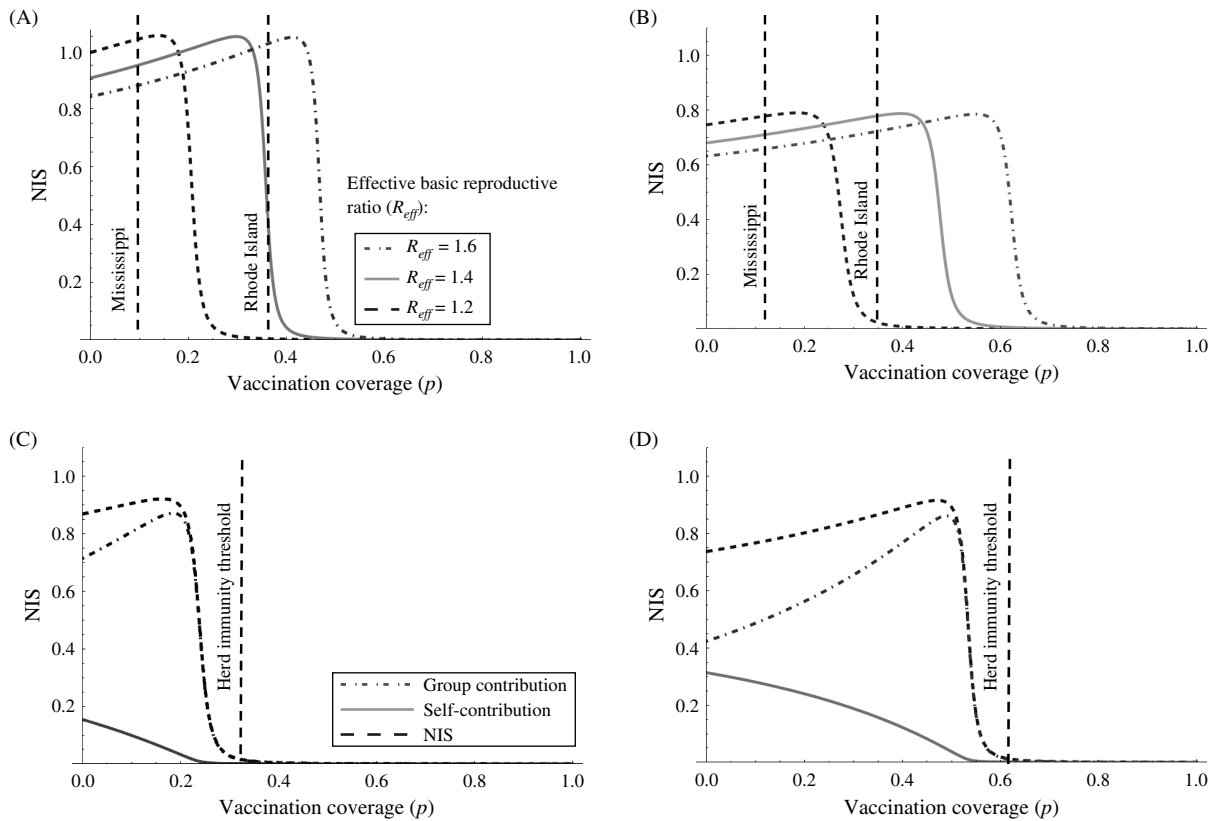 (A)
NIS
1.0
0.8
0.6
0.4
0.2
Mississippi
Rhode Island
Effective basic reproductive
ratio (R_eff):
R_eff = 1.6
R_eff = 1.4
R_eff = 1.2
0.0 0.2 0.4 0.6 0.8 1.0
Vaccination coverage (p)
(B)
NIS
1.0
0.8
0.6
0.4
0.2
Mississippi
Rhode Island
0.0 0.2 0.4 0.6 0.8 1.0
Vaccination coverage (p)
(C)
NIS
1.0
0.8
0.6
0.4
0.2
Herd immunity threshold
Group contribution
Self-contribution
NIS
0.0 0.2 0.4 0.6 0.8 1.0
Vaccination coverage (p)
(D)
NIS
1.0
0.8
0.6
0.4
0.2
Herd immunity threshold
0.0 0.2 0.4 0.6 0.8 1.0
Vaccination coverage (p)